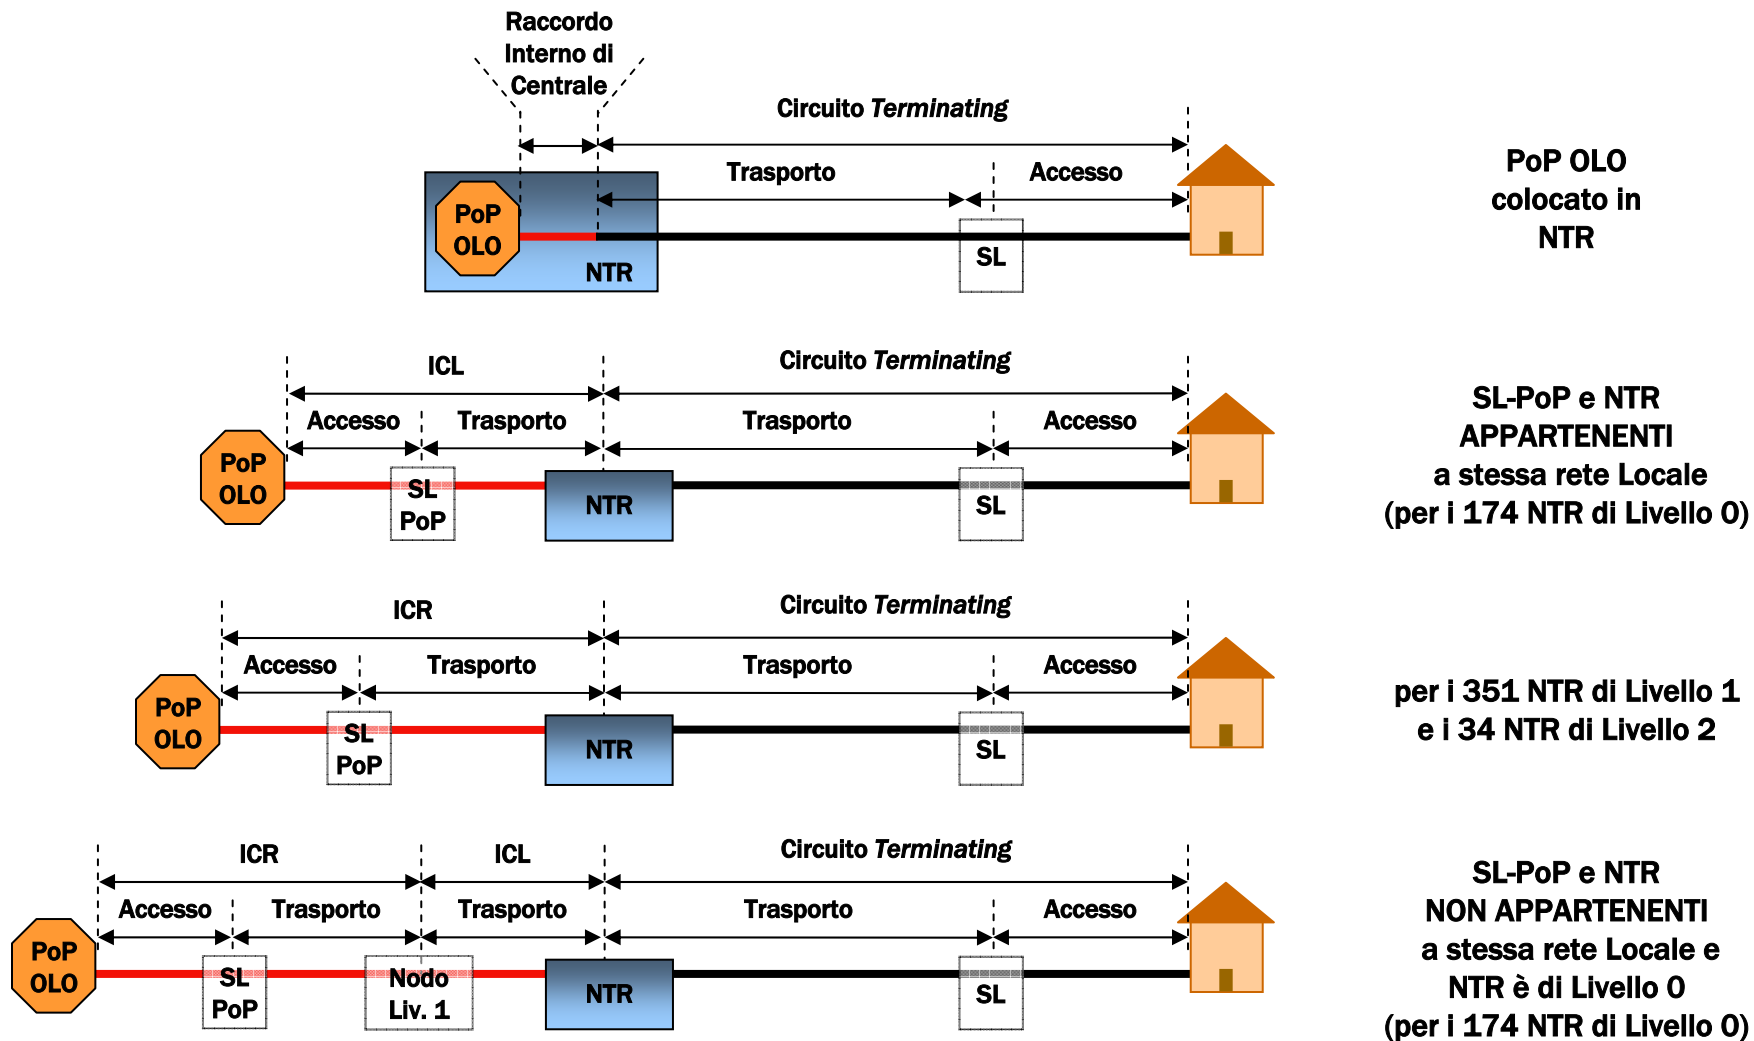 Raccordo
Interno di
Centrale
Circuito Terminating
Trasporto
Accesso
PoP
OLO
NTR
SL
PoP OLO
colocato in
NTR
ICL
Circuito Terminating
Accesso
Trasporto
Trasporto
Accesso
PoP
OLO
SL
PoP
NTR
SL
SL-PoP e NTR
APPARTENENTI
a stessa rete Locale
(per i 174 NTR di Livello 0)
ICR
Circuito Terminating
Accesso
Trasporto
Trasporto
Accesso
PoP
OLO
SL
PoP
NTR
SL
per i 351 NTR di Livello 1
e i 34 NTR di Livello 2
ICR
ICL
Circuito Terminating
Accesso
Trasporto
Trasporto
Trasporto
Accesso
PoP
OLO
SL
PoP
Nodo
Liv. 1
NTR
SL
SL-PoP e NTR
NON APPARTENENTI
a stessa rete Locale e
NTR è di Livello 0
(per i 174 NTR di Livello 0)